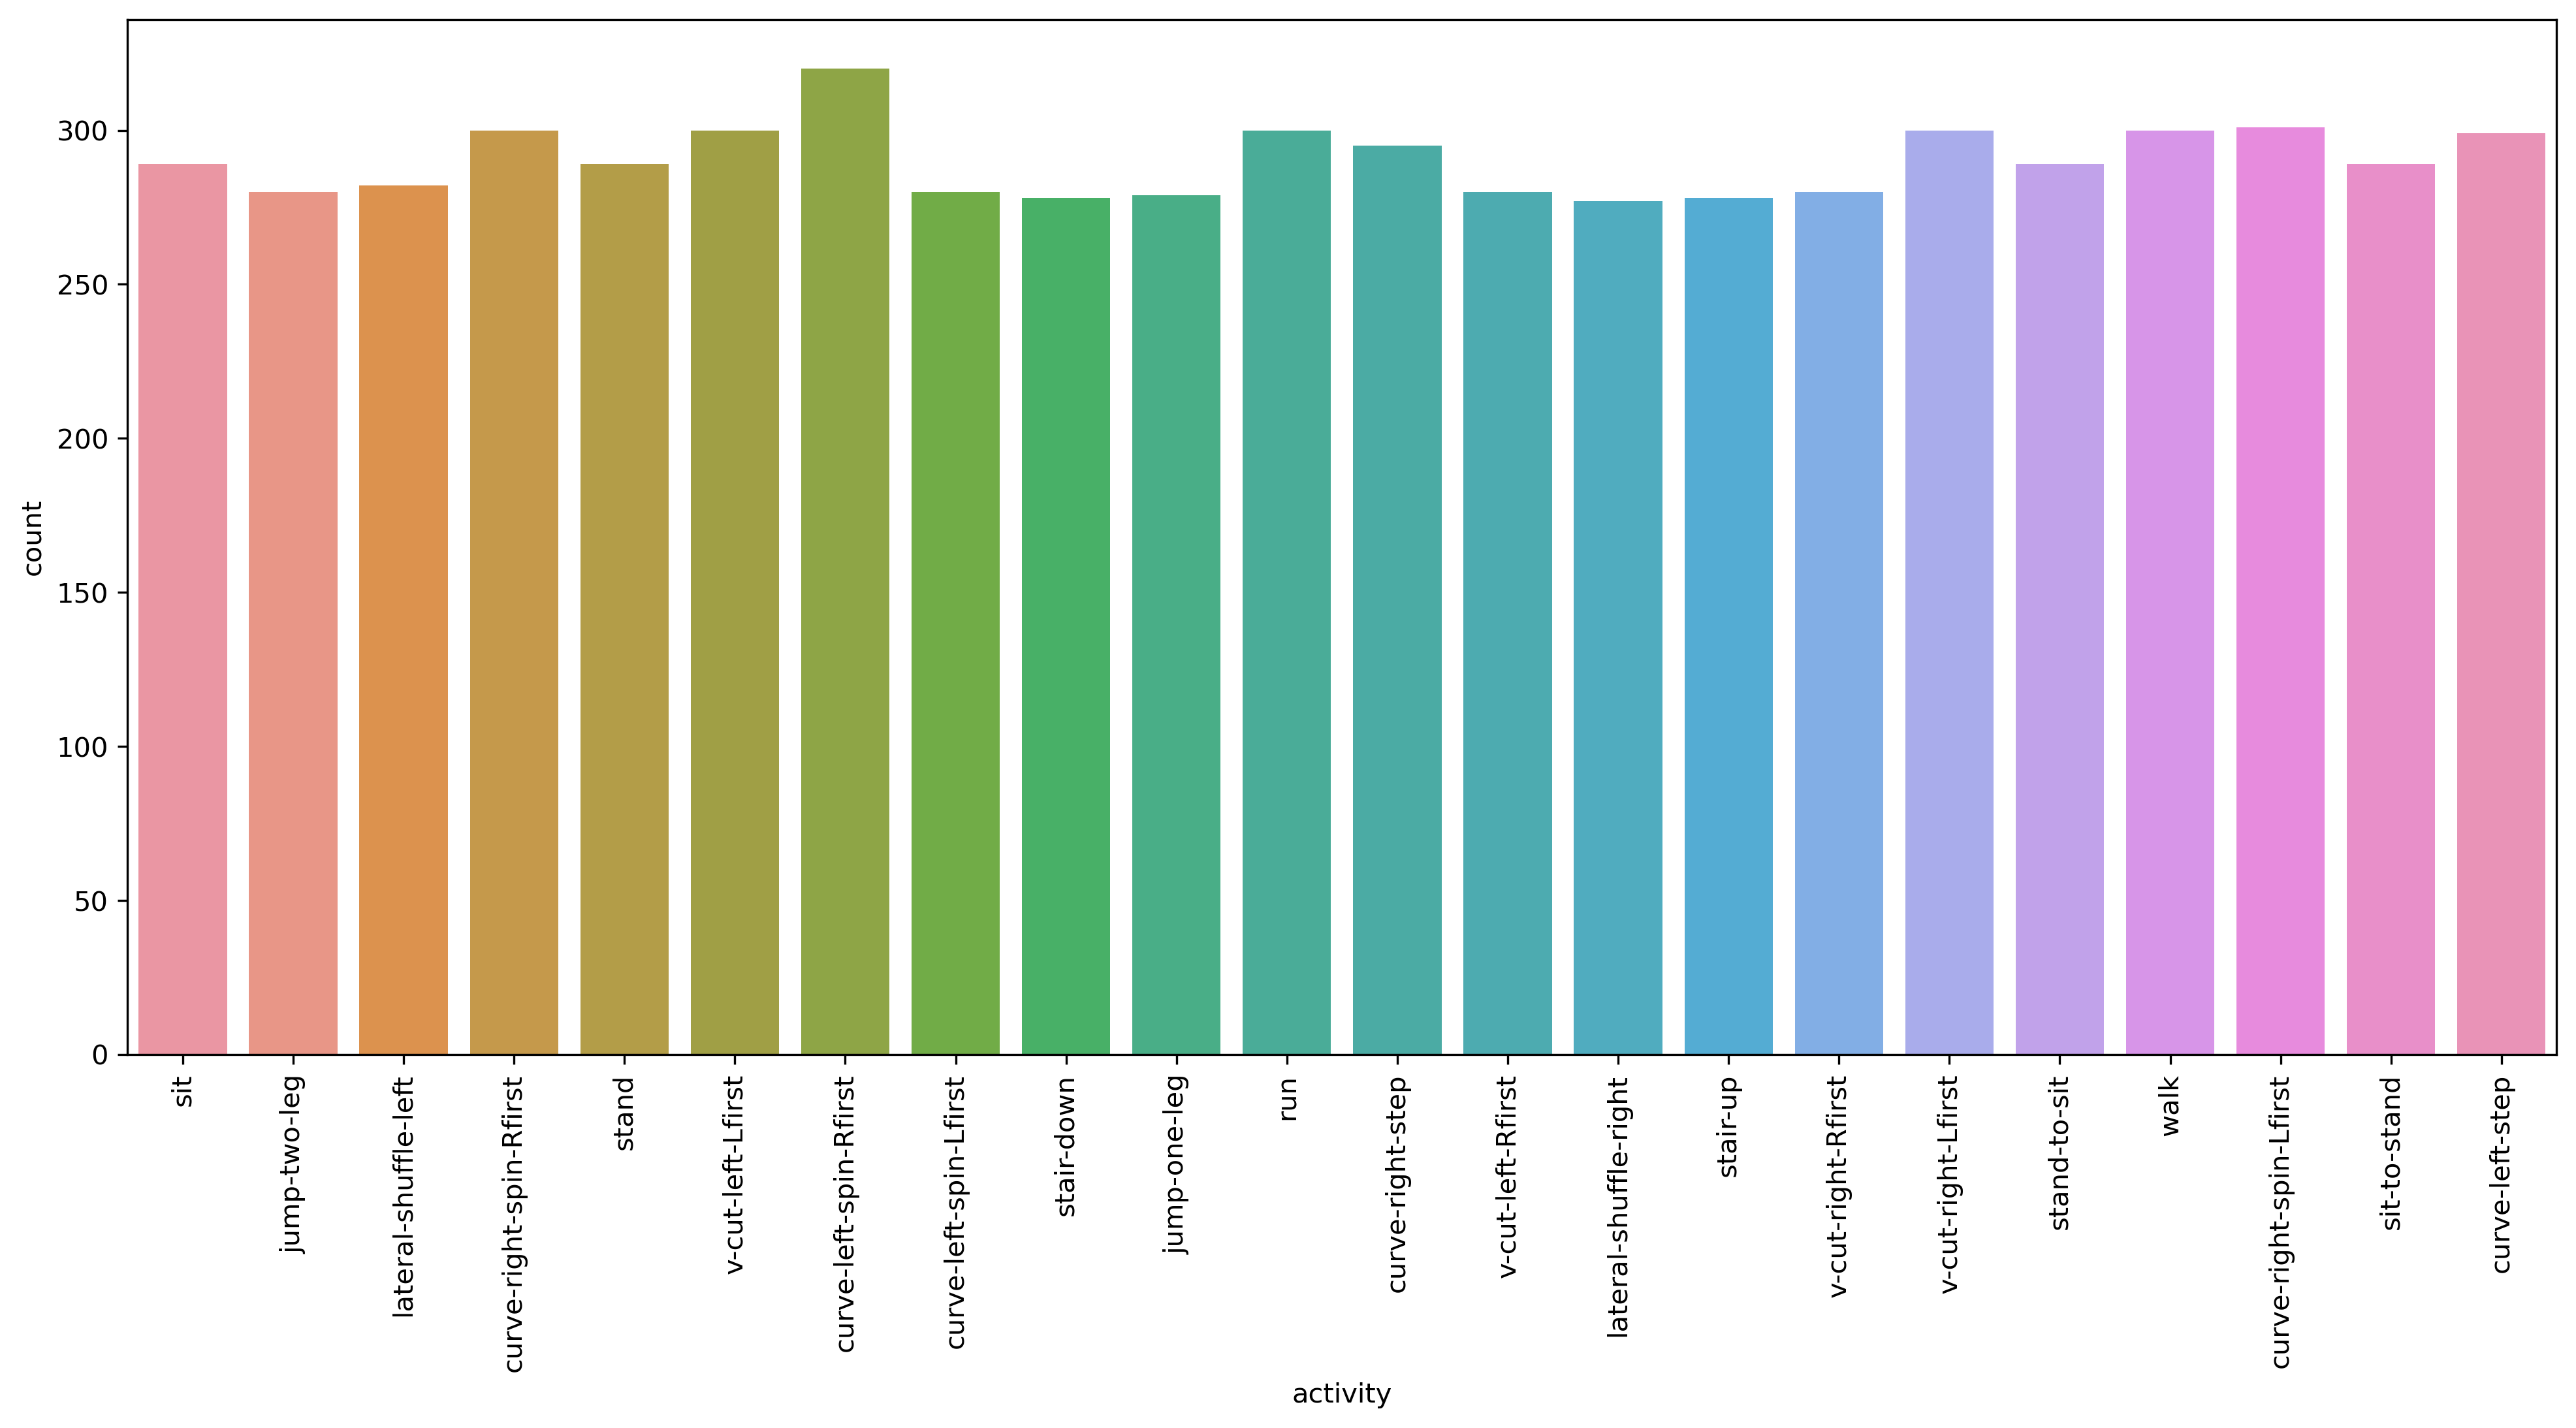 300
250
200
150
100
50
0
count
sit
jump-two-leg
lateral-shuffle-left
curve-right-spin-Rfirst
stand
v-cut-left-Lfirst
curve-left-spin-Rfirst
curve-left-spin-Lfirst
stair-down
jump-one-leg
run
curve-right-step
v-cut-left-Rfirst
lateral-shuffle-right
stair-up
v-cut-right-Rfirst
v-cut-right-Lfirst
stand-to-sit
walk
curve-right-spin-Lfirst
sit-to-stand
curve-left-step
activity